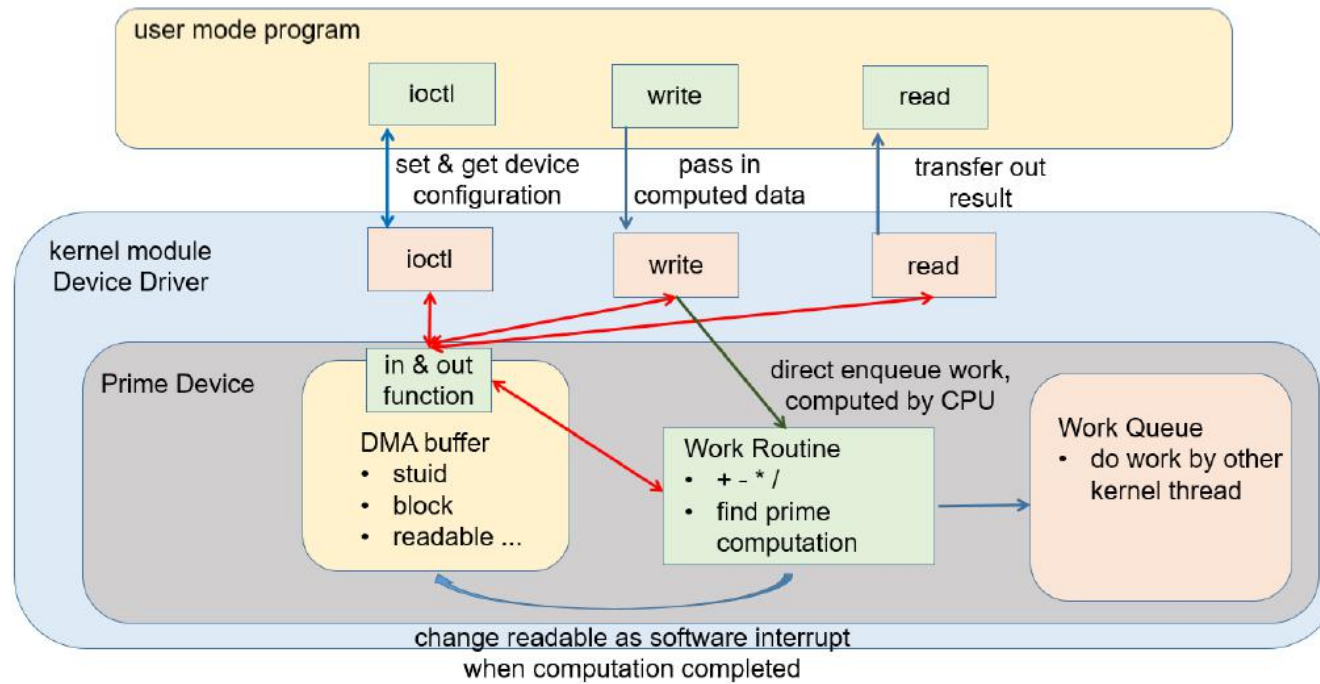 user mode program
ioctl
write
read
set & get device
configuration
pass in
computed data
transfer out
result
kernel module
Device Driver
ioctl
write
read
Prime Device
in & out
function
direct enqueue work,
computed by CPU
DMA buffer
• stuid
• block
• readable ...
Work Routine
• + - * /
• find prime
computation
Work Queue
• do work by other
kernel thread
change readable as software interrupt
when computation completed